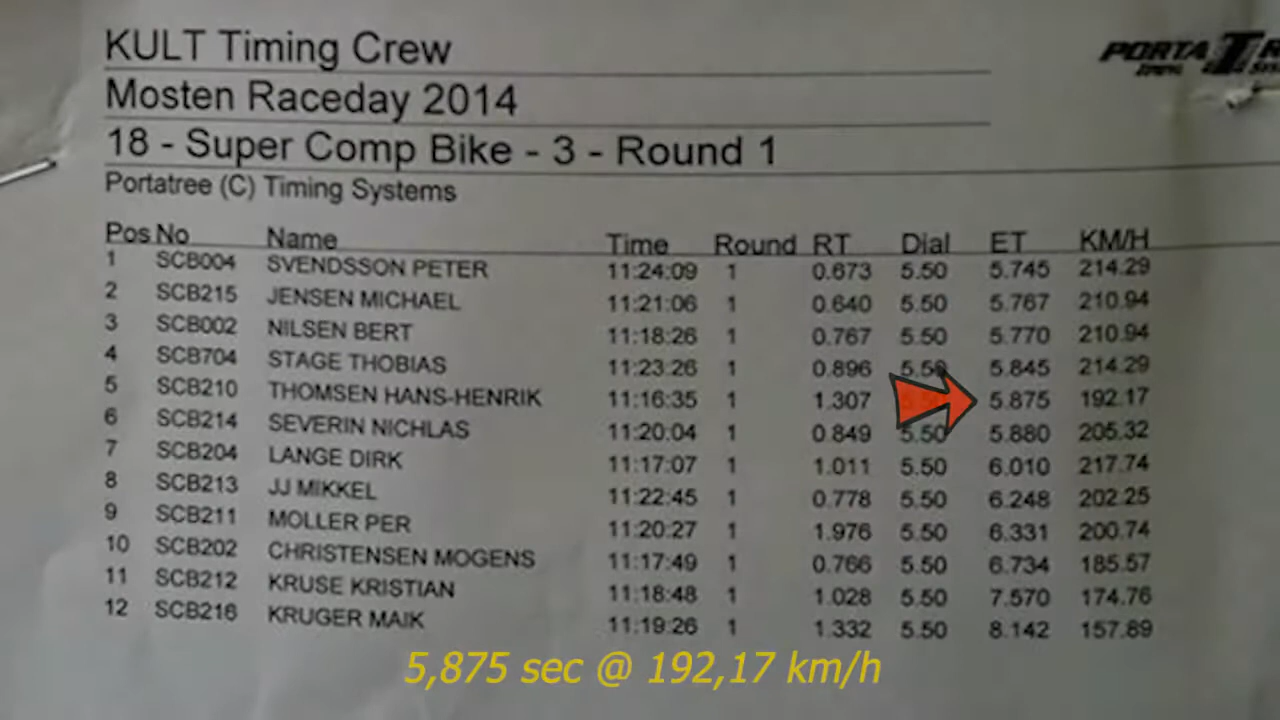 KULT Timing Crew
PORTA TR
Mosten Raceday 2014
18 - Super Comp Bike - 3 - Round 1
Portatree (C) Timing Systems
Pos No Name Time Round RT Dial ET KM/H
1 SCB004 SVENDSSON PETER 11:24:09 1 0.673 5.50 5.745 214.29
2 SCB215 JENSEN MICHAEL 11:21:06 1 0.640 5.50 5.767 210.94
3 SCB002 NILSEN BERT 11:18:26 1 0.767 5.50 5.770 210.94
4 SCB704 STAGE THOBIAS 11:23:26 1 0.896 5.50 5.845 214.29
5 SCB210 THOMSEN HANS-HENRIK 11:16:35 1 1.307 5.875 192.17
6 SCB214 SEVERIN NICHLAS 11:20:04 1 0.849 5.50 5.880 205.32
7 SCB204 LANGE DIRK 11:17:07 1 1.011 5.50 6.010 217.74
8 SCB213 JJ MIKKEL 11:22:45 1 0.778 5.50 6.248 202.25
9 SCB211 MOLLER PER 11:20:27 1 1.976 5.50 6.331 200.74
10 SCB202 CHRISTENSEN MOGENS 11:17:49 1 0.766 5.50 6.734 185.57
11 SCB212 KRUSE KRISTIAN 11:18:48 1 1.028 5.50 7.570 174.76
12 SCB216 KRUGER MAIK 11:19:26 1 1.332 5.50 8.142 157.89
5,875 sec @ 192,17 km/h